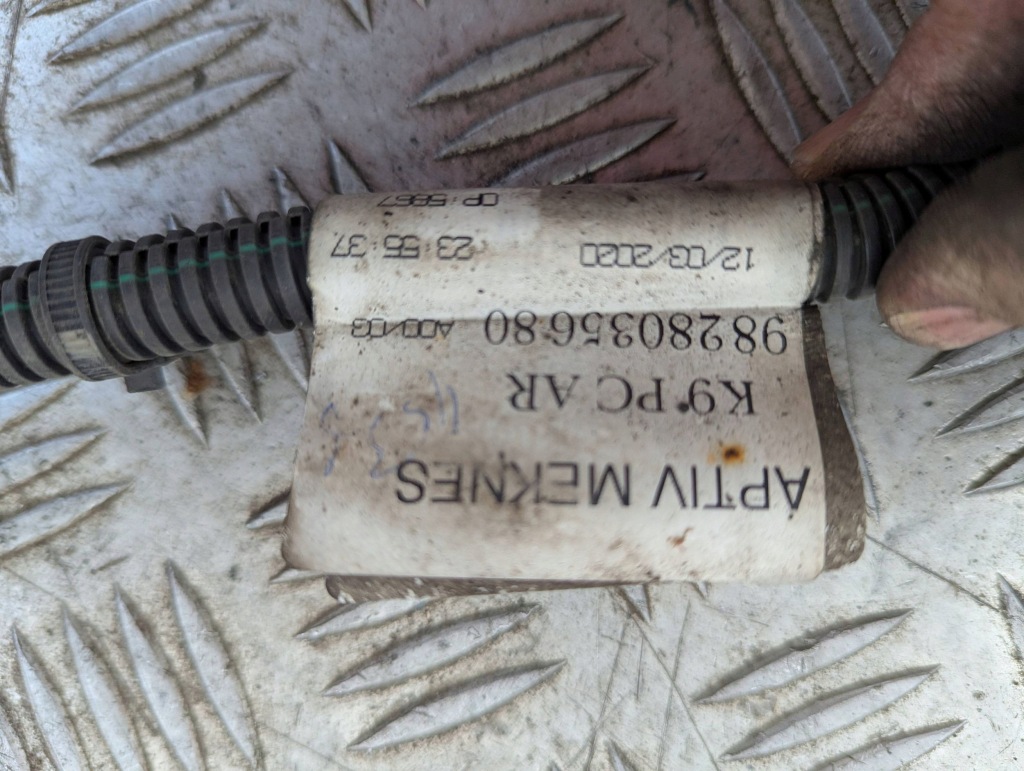 APTIV MEKNES
K9 PC AR
9828035680 A00/03
12/03/2020 23:55:37